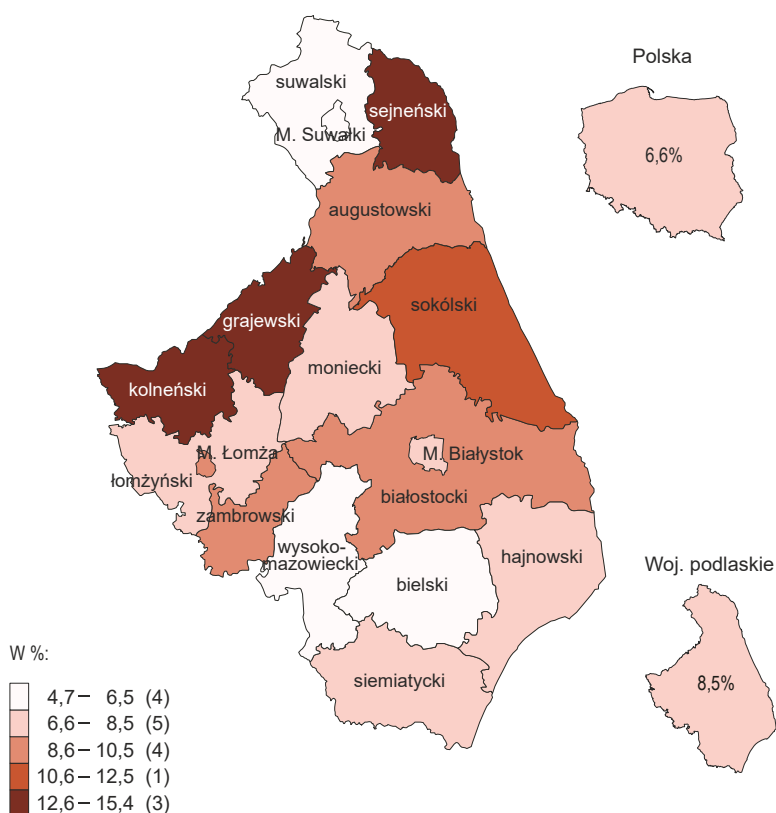 Polska
6,6%
suwalski
M. Suwałki
sejneński
augustowski
sokólski
grajewski
moniecki
kolneński
M. Łomża
M. Białystok
łomżyński
białostocki
zambrowski
wysoko-
mazowiecki
hajnowski
bielski
siemiatycki
Woj. podlaskie
8,5%
W %:
4,7 – 6,5 (4)
6,6 – 8,5 (5)
8,6 – 10,5 (4)
10,6 – 12,5 (1)
12,6 – 15,4 (3)